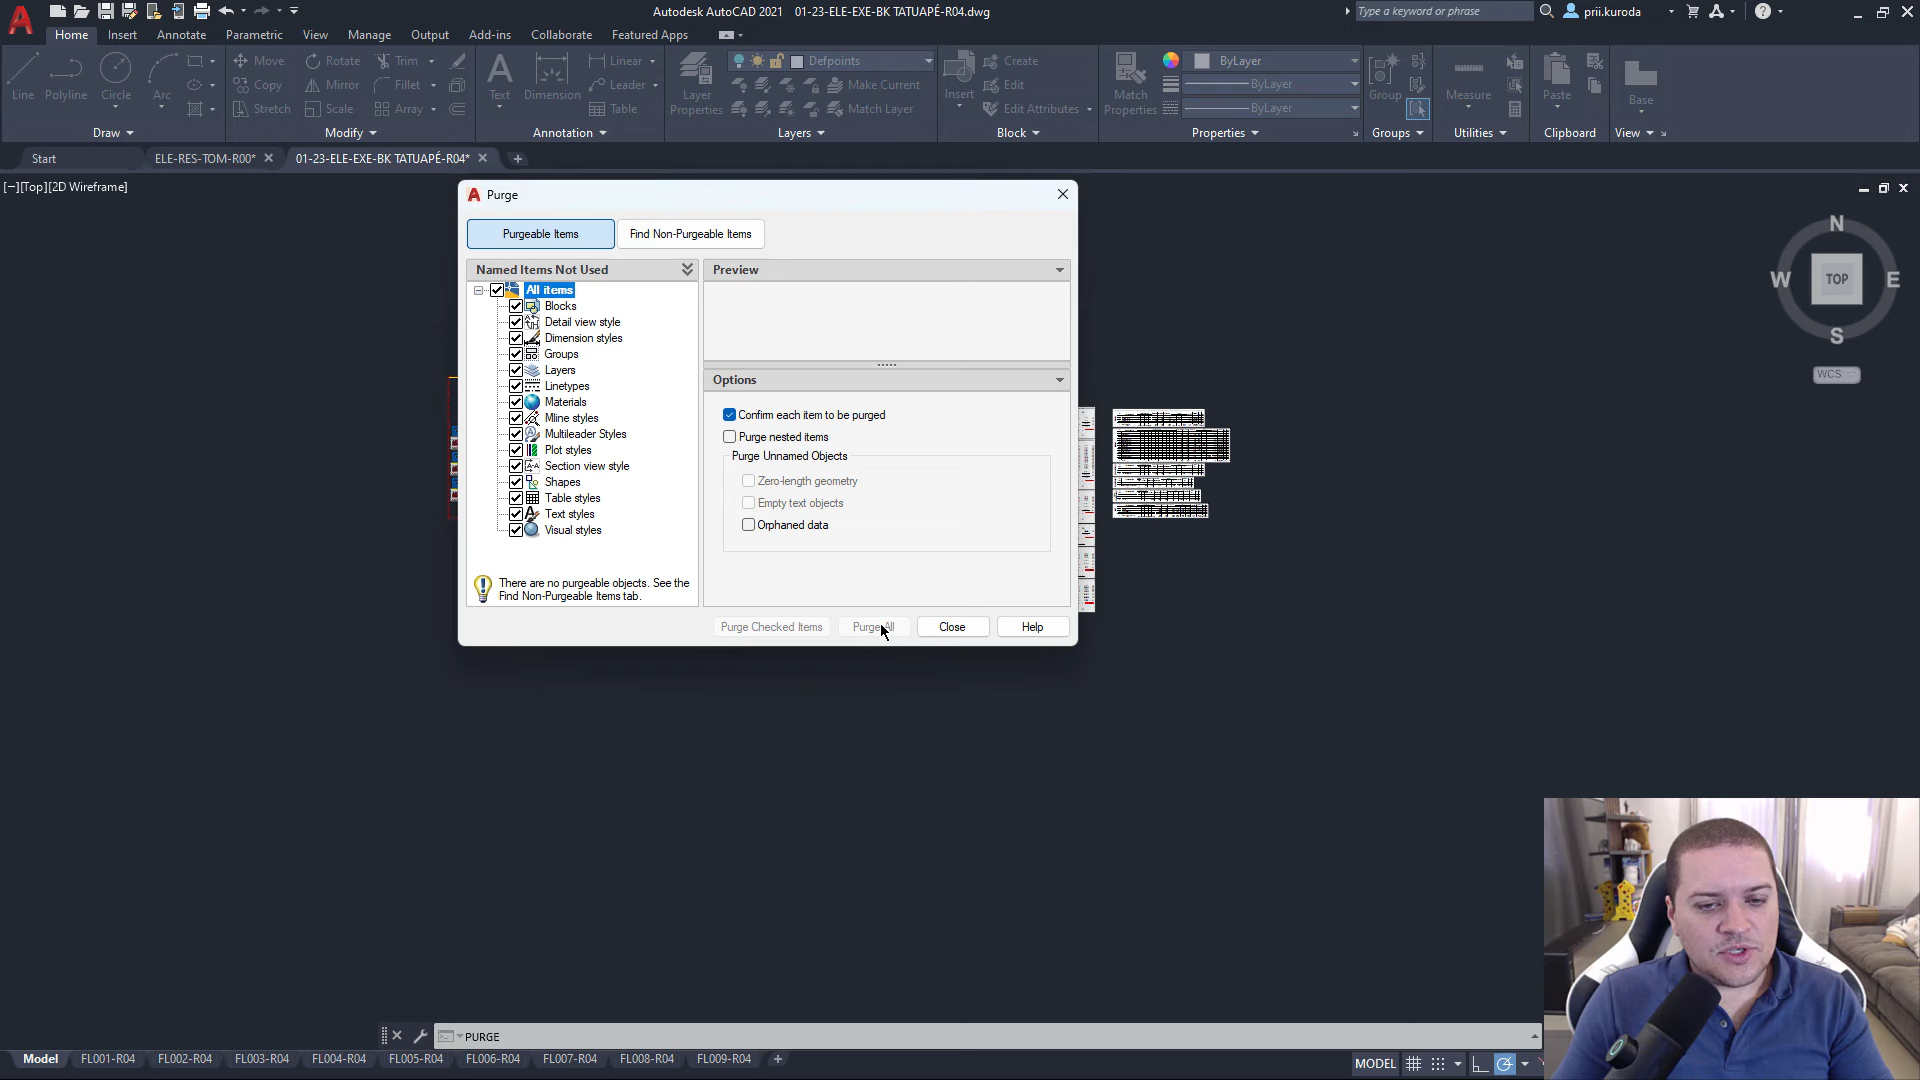 Autodesk AutoCAD 2021 01-23-ELE-EXE-BK TATUAPÉ-R04.dwg
Type a keyword or phrase
prii.kuroda
Home Insert Annotate Parametric View Manage Output Add-ins Collaborate Featured Apps
Line Polyline Circle Arc
Move Rotate Trim
Copy Mirror Fillet
Stretch Scale Array
Text Dimension
Linear
Leader
Table
Layer Properties
Defpoints
Make Current
Match Layer
Insert
Create
Edit
Edit Attributes
Match Properties
ByLayer
ByLayer
ByLayer
Group
Measure
Paste
Base
Draw Modify Annotation Layers Block Properties Groups Utilities Clipboard View
Start ELE-RES-TOM-R00* 01-23-ELE-EXE-BK TATUAPÉ-R04*
[−][Top][2D Wireframe]
Purge
Purgeable Items Find Non-Purgeable Items
Named Items Not Used
All items
Blocks
Detail view style
Dimension styles
Groups
Layers
Linetypes
Materials
Mline styles
Multileader Styles
Plot styles
Section view style
Shapes
Table styles
Text styles
Visual styles
There are no purgeable objects. See the
Find Non-Purgeable Items tab.
Preview
Options
Confirm each item to be purged
Purge nested items
Purge Unnamed Objects
Zero-length geometry
Empty text objects
Orphaned data
Purge Checked Items Purge All Close Help
N
W TOP E
S
WCS
PURGE
Model FL001-R04 FL002-R04 FL003-R04 FL004-R04 FL005-R04 FL006-R04 FL007-R04 FL008-R04 FL009-R04
MODEL